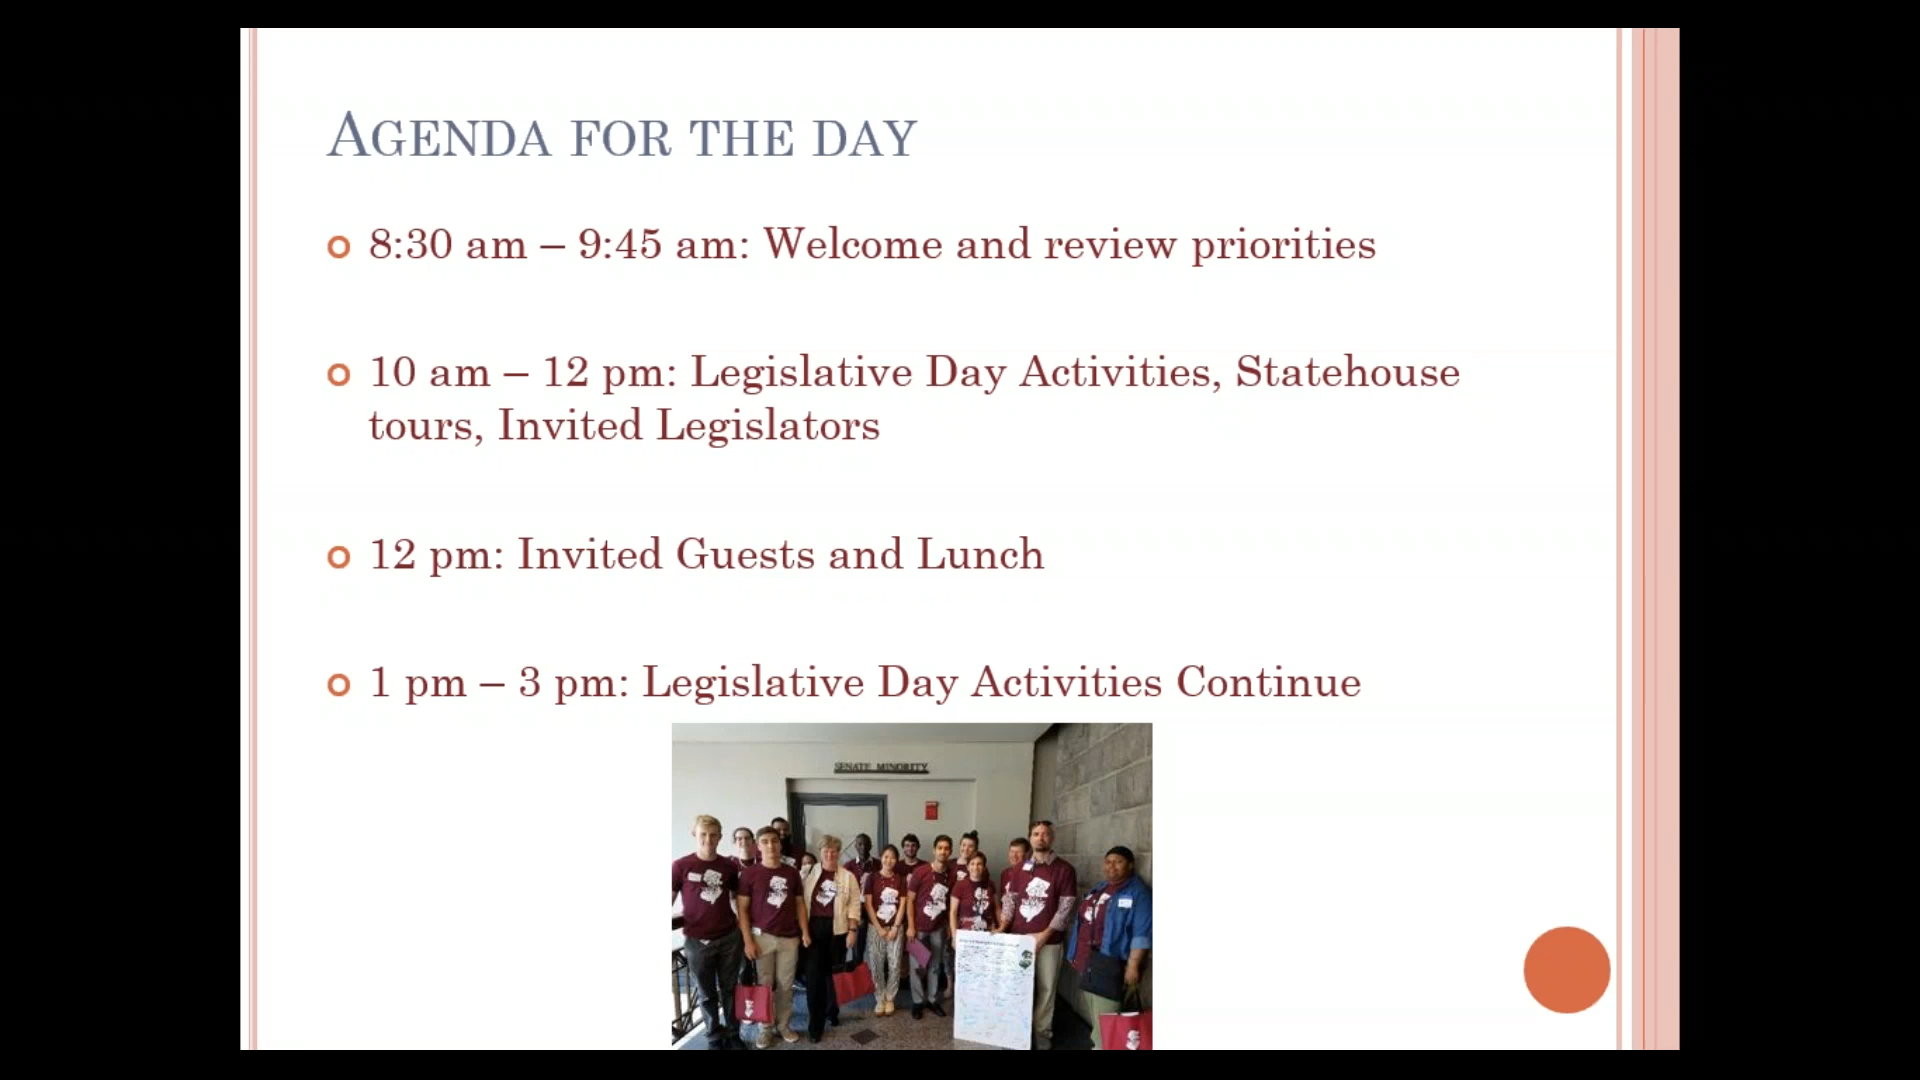 AGENDA FOR THE DAY
8:30 am – 9:45 am: Welcome and review priorities
10 am – 12 pm: Legislative Day Activities, Statehouse
tours, Invited Legislators
12 pm: Invited Guests and Lunch
1 pm – 3 pm: Legislative Day Activities Continue
SENATE MINORITY